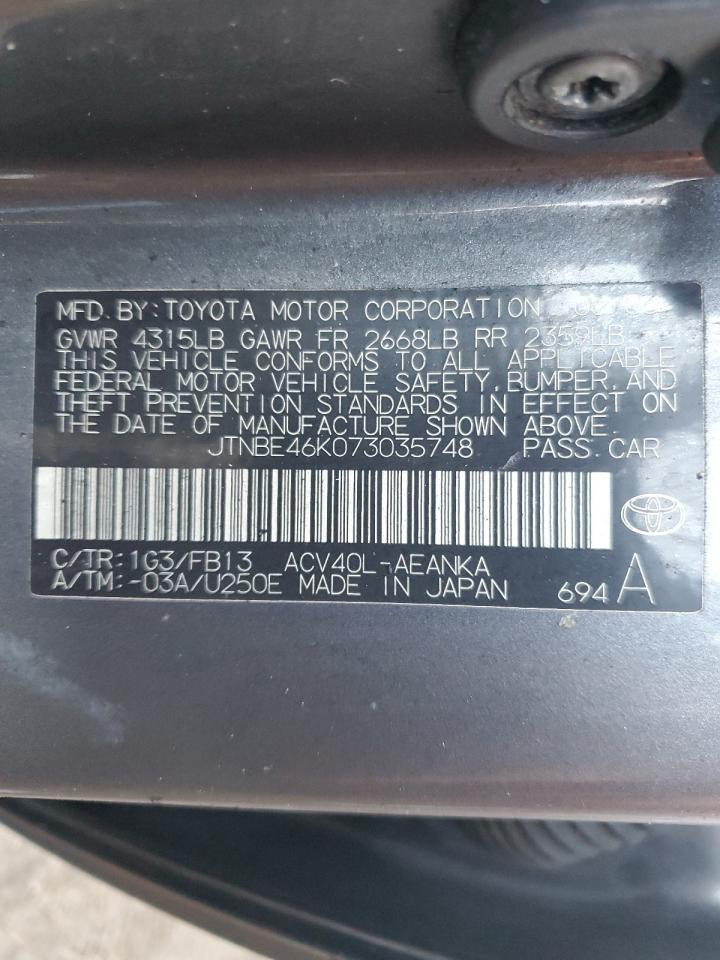 MFD. BY: TOYOTA MOTOR CORPORATION
GVWR 4315LB GAWR FR 2668LB RR 2359LB
THIS VEHICLE CONFORMS TO ALL APPLICABLE
FEDERAL MOTOR VEHICLE SAFETY, BUMPER, AND
THEFT PREVENTION STANDARDS IN EFFECT ON
THE DATE OF MANUFACTURE SHOWN ABOVE.
JTNBE46K073035748 PASS.CAR
C/TR: 1G3/FB13 ACV40L-AEANKA
A/TM: -03A/U250E MADE IN JAPAN 694 A